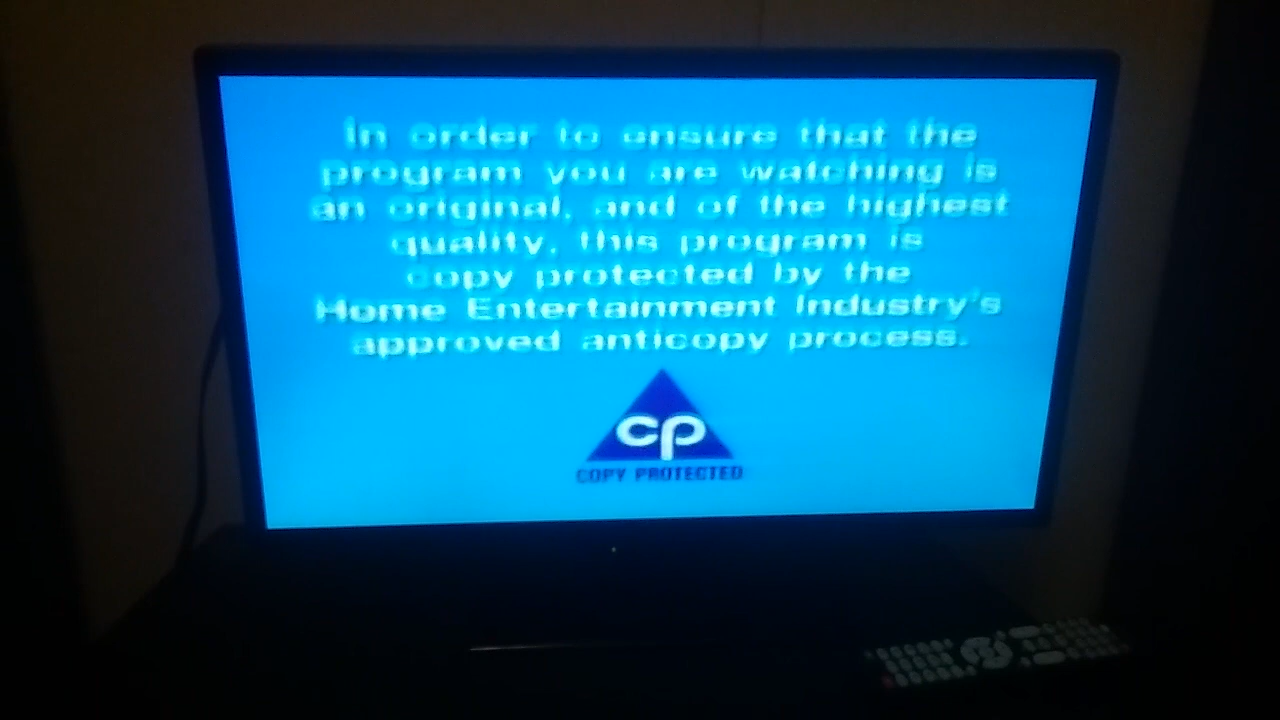 In order to ensure that the
program you are watching is
an original, and of the highest
quality, this program is
copy protected by the
Home Entertainment Industry's
approved anticopy process.
cp
COPY PROTECTED